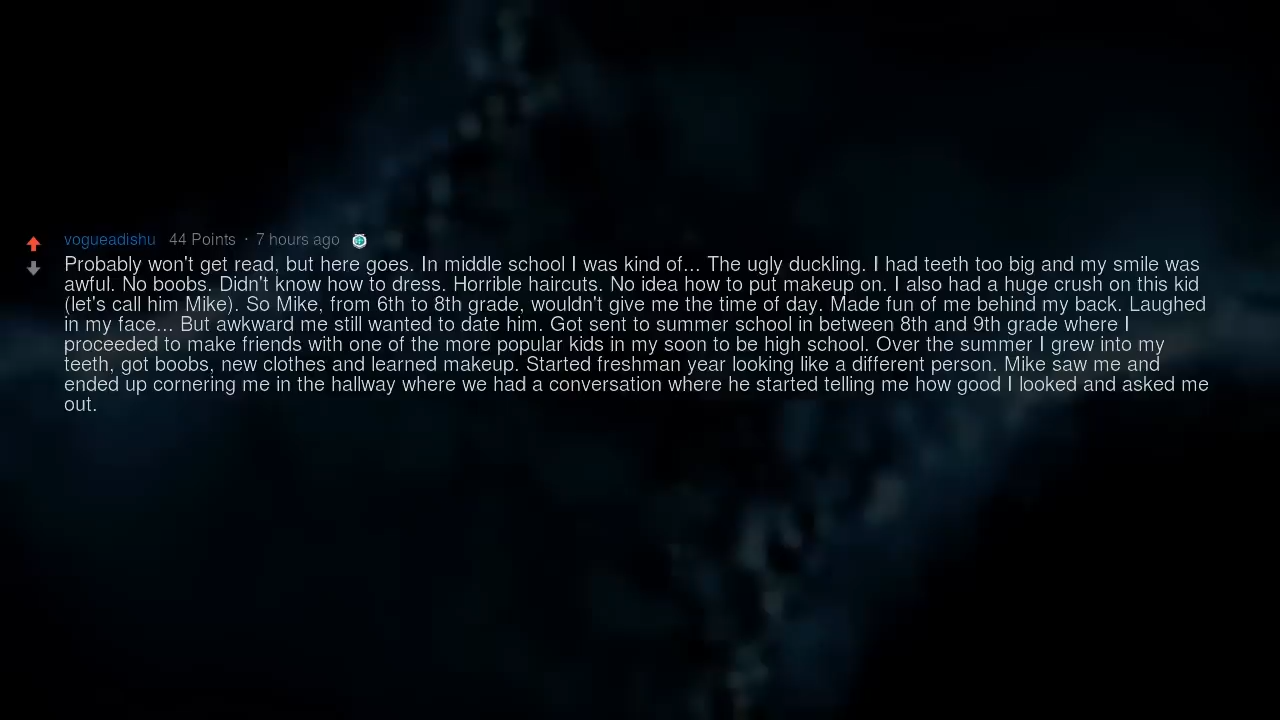 vogueadishu 44 Points · 7 hours ago
Probably won't get read, but here goes. In middle school I was kind of... The ugly duckling. I had teeth too big and my smile was
awful. No boobs. Didn't know how to dress. Horrible haircuts. No idea how to put makeup on. I also had a huge crush on this kid
(let's call him Mike). So Mike, from 6th to 8th grade, wouldn't give me the time of day. Made fun of me behind my back. Laughed
in my face... But awkward me still wanted to date him. Got sent to summer school in between 8th and 9th grade where I
proceeded to make friends with one of the more popular kids in my soon to be high school. Over the summer I grew into my
teeth, got boobs, new clothes and learned makeup. Started freshman year looking like a different person. Mike saw me and
ended up cornering me in the hallway where we had a conversation where he started telling me how good I looked and asked me
out.